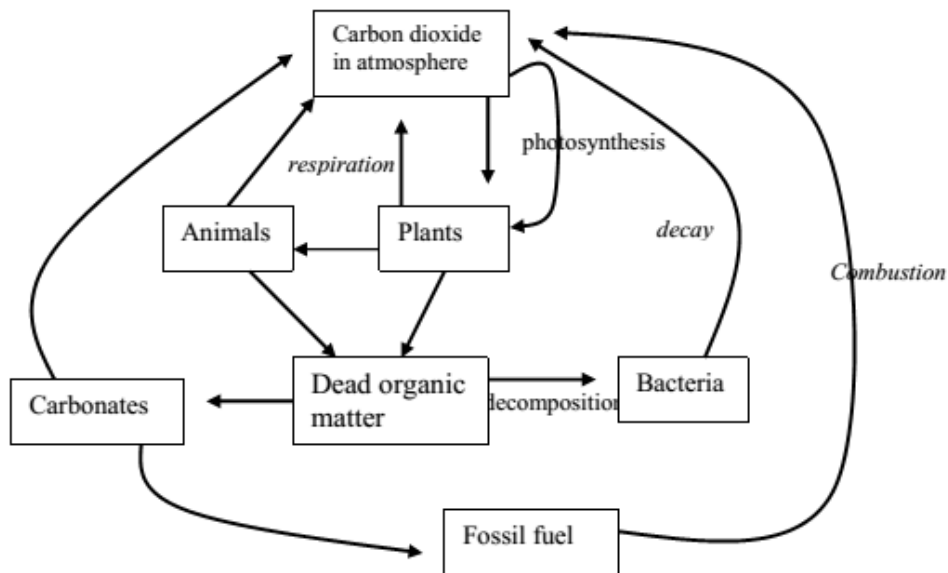 Carbon dioxide
in atmosphere
photosynthesis
respiration
Animals
Plants
decay
Combustion
Dead organic
matter
decomposition
Bacteria
Carbonates
Fossil fuel